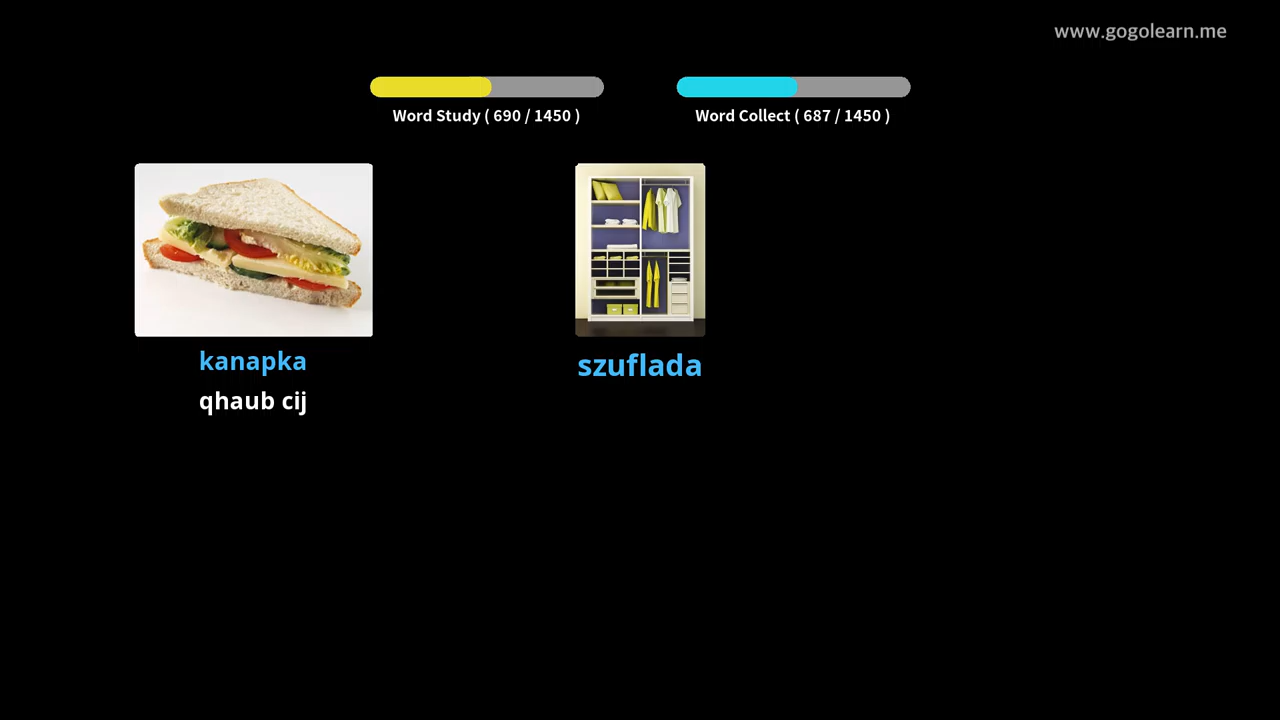 www.gogolearn.me
Word Study ( 690 / 1450 )
Word Collect ( 687 / 1450 )
kanapka
qhaub cij
szuflada